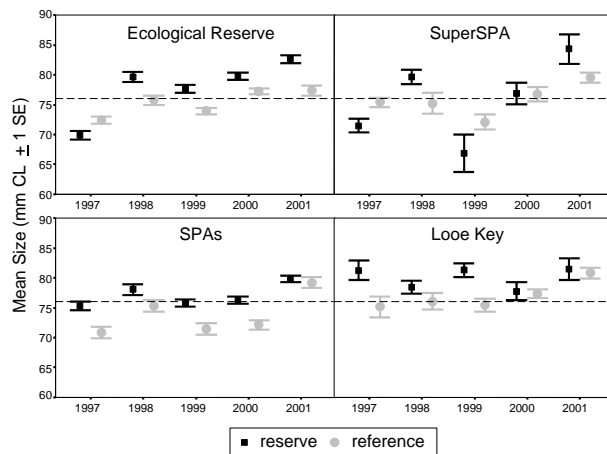 Mean Size (mm CL ± 1 SE)
Ecological Reserve
90
85
80
75
70
65
60
1997 1998 1999 2000 2001
SuperSPA
1997 1998 1999 2000 2001
SPAs
90
85
80
75
70
65
60
1997 1998 1999 2000 2001
Looe Key
1997 1998 1999 2000 2001
reserve reference